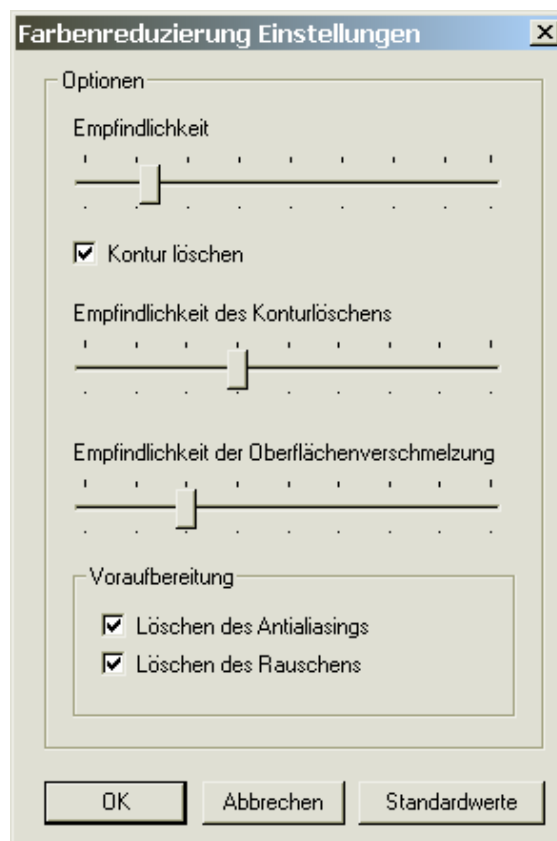 Farbenreduzierung Einstellungen
Optionen
Empfindlichkeit
Kontur löschen
Empfindlichkeit des Konturlöschens
Empfindlichkeit der Oberflächenverschmelzung
Voraufbereitung
Löschen des Antialiasings
Löschen des Rauschens
OK
Abbrechen
Standardwerte